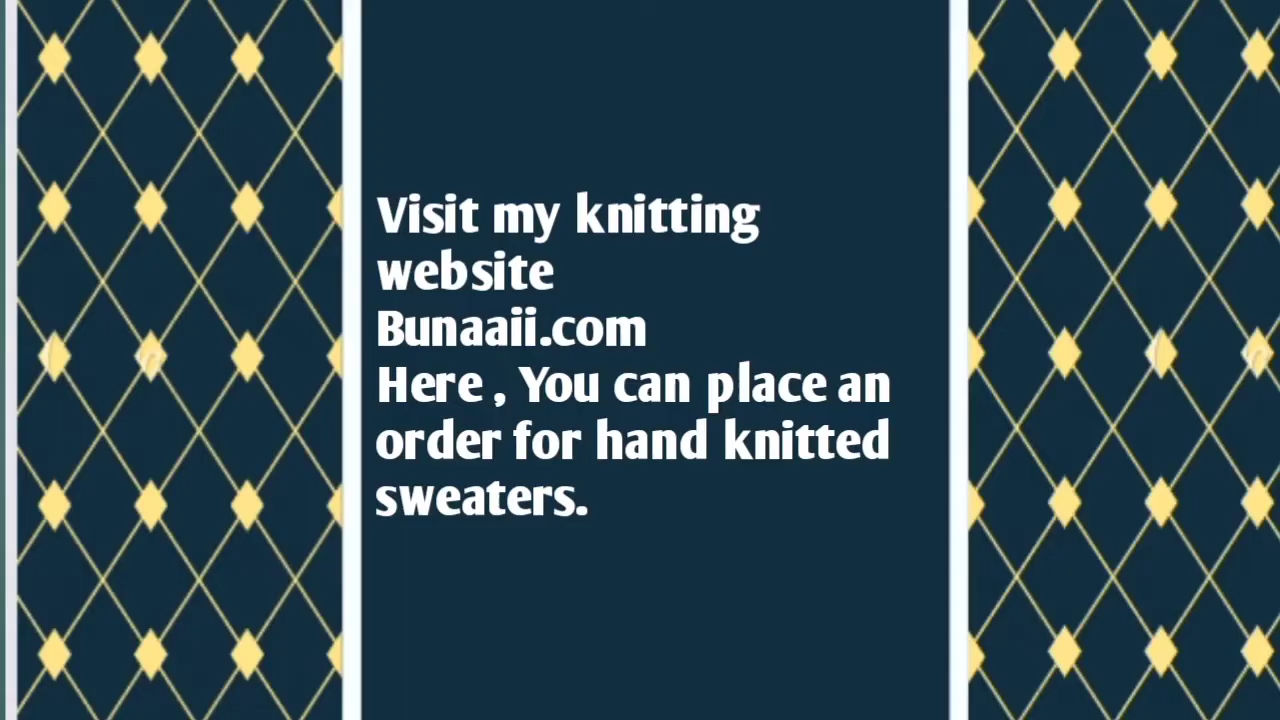 Visit my knitting
website
Bunaaii.com
Here , You can place an
order for hand knitted
sweaters.